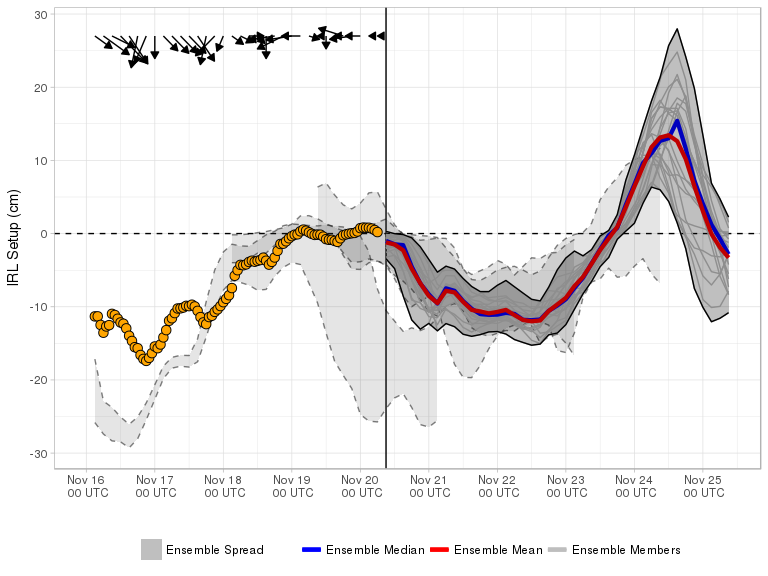 30
20
10
0
-10
-20
-30
IRL Setup (cm)
Nov 16
00 UTC
Nov 17
00 UTC
Nov 18
00 UTC
Nov 19
00 UTC
Nov 20
00 UTC
Nov 21
00 UTC
Nov 22
00 UTC
Nov 23
00 UTC
Nov 24
00 UTC
Nov 25
00 UTC
Ensemble Spread Ensemble Median Ensemble Mean Ensemble Members